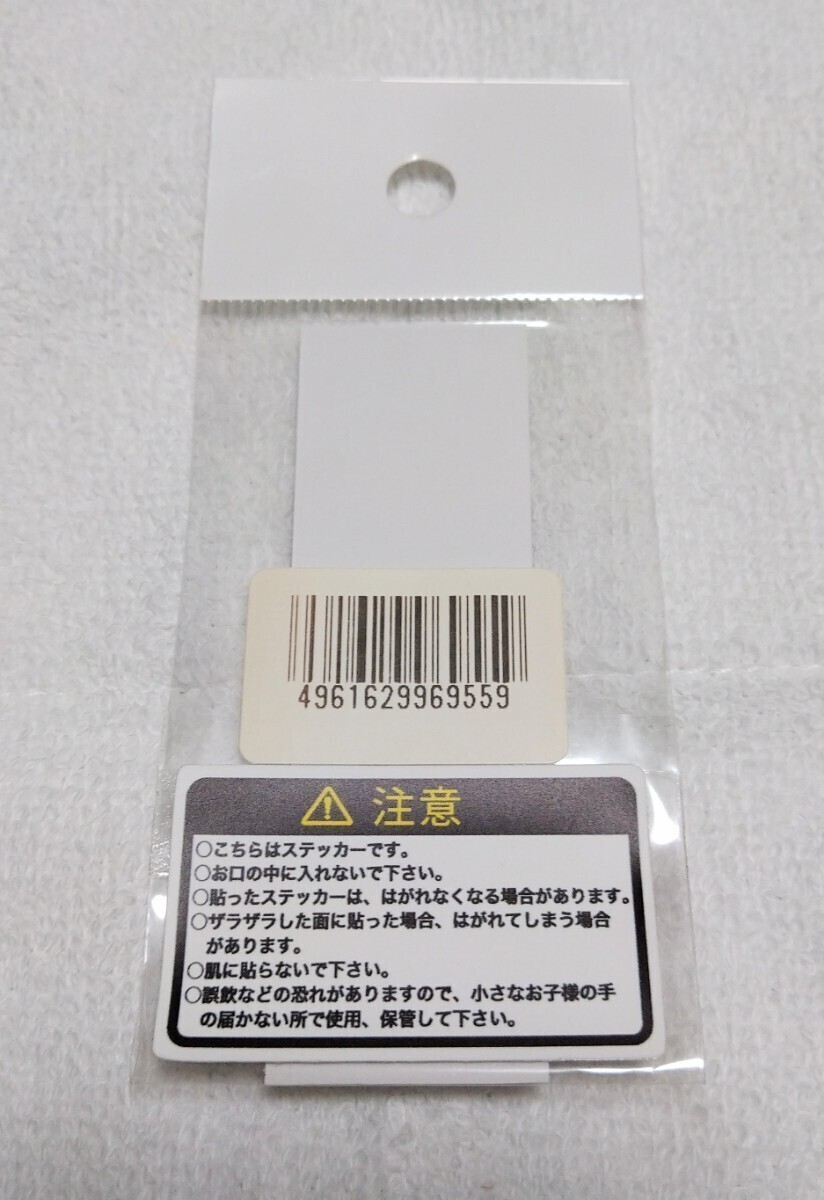 4961629969559
⚠ 注意
○こちらはステッカーです。
○お口の中に入れないで下さい。
○貼ったステッカーは、はがれなくなる場合があります。
○ザラザラした面に貼った場合、はがれてしまう場合
があります。
○肌に貼らないで下さい。
○誤飲などの恐れがありますので、小さなお子様の手
の届かない所で使用、保管して下さい。